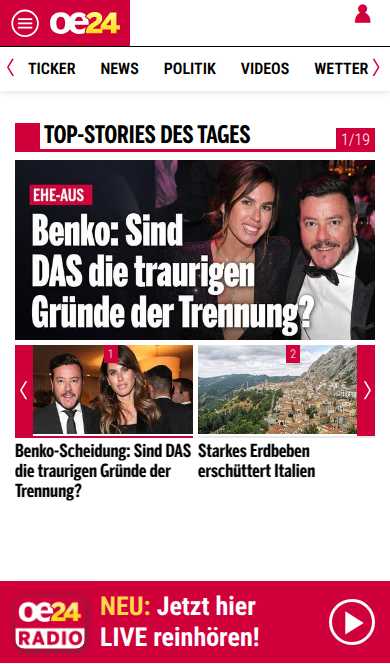 oe24
TICKER NEWS POLITIK VIDEOS WETTER
TOP-STORIES DES TAGES
1/19
EHE-AUS
Benko: Sind
DAS die traurigen
Gründe der Trennung?
1
2
Benko-Scheidung: Sind DAS
die traurigen Gründe der
Trennung?
Starkes Erdbeben
erschüttert Italien
oe24
RADIO
NEU: Jetzt hier
LIVE reinhören!